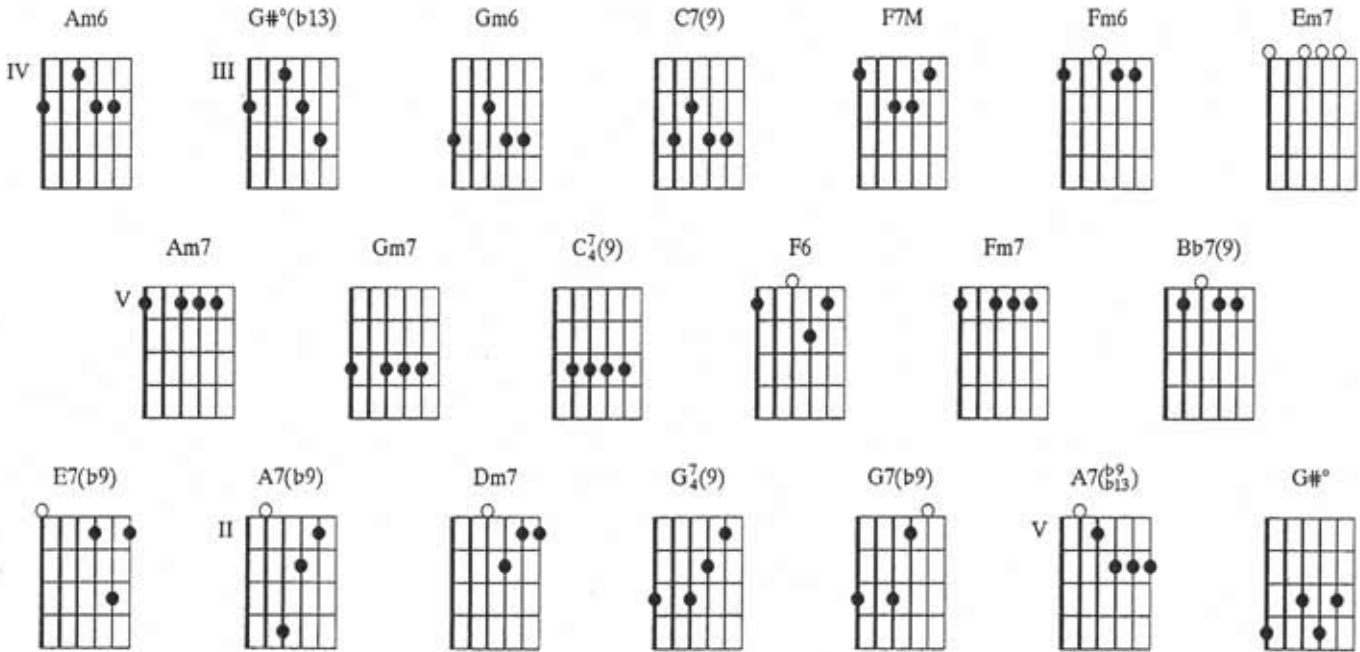 Am6 G#°(b13) Gm6 C7(9) F7M Fm6 Em7
IV III
Am7 Gm7 C7/4(9) F6 Fm7 Bb7(9)
V
E7(b9) A7(b9) Dm7 G7/4(9) G7(b9) A7(b9/b13) G#°
II V